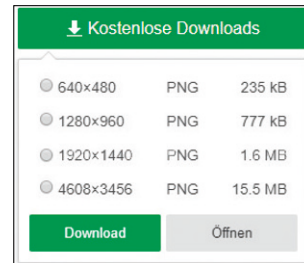 Kostenlose Downloads
640×480 PNG 235 kB
1280×960 PNG 777 kB
1920×1440 PNG 1.6 MB
4608×3456 PNG 15.5 MB
Download Öffnen